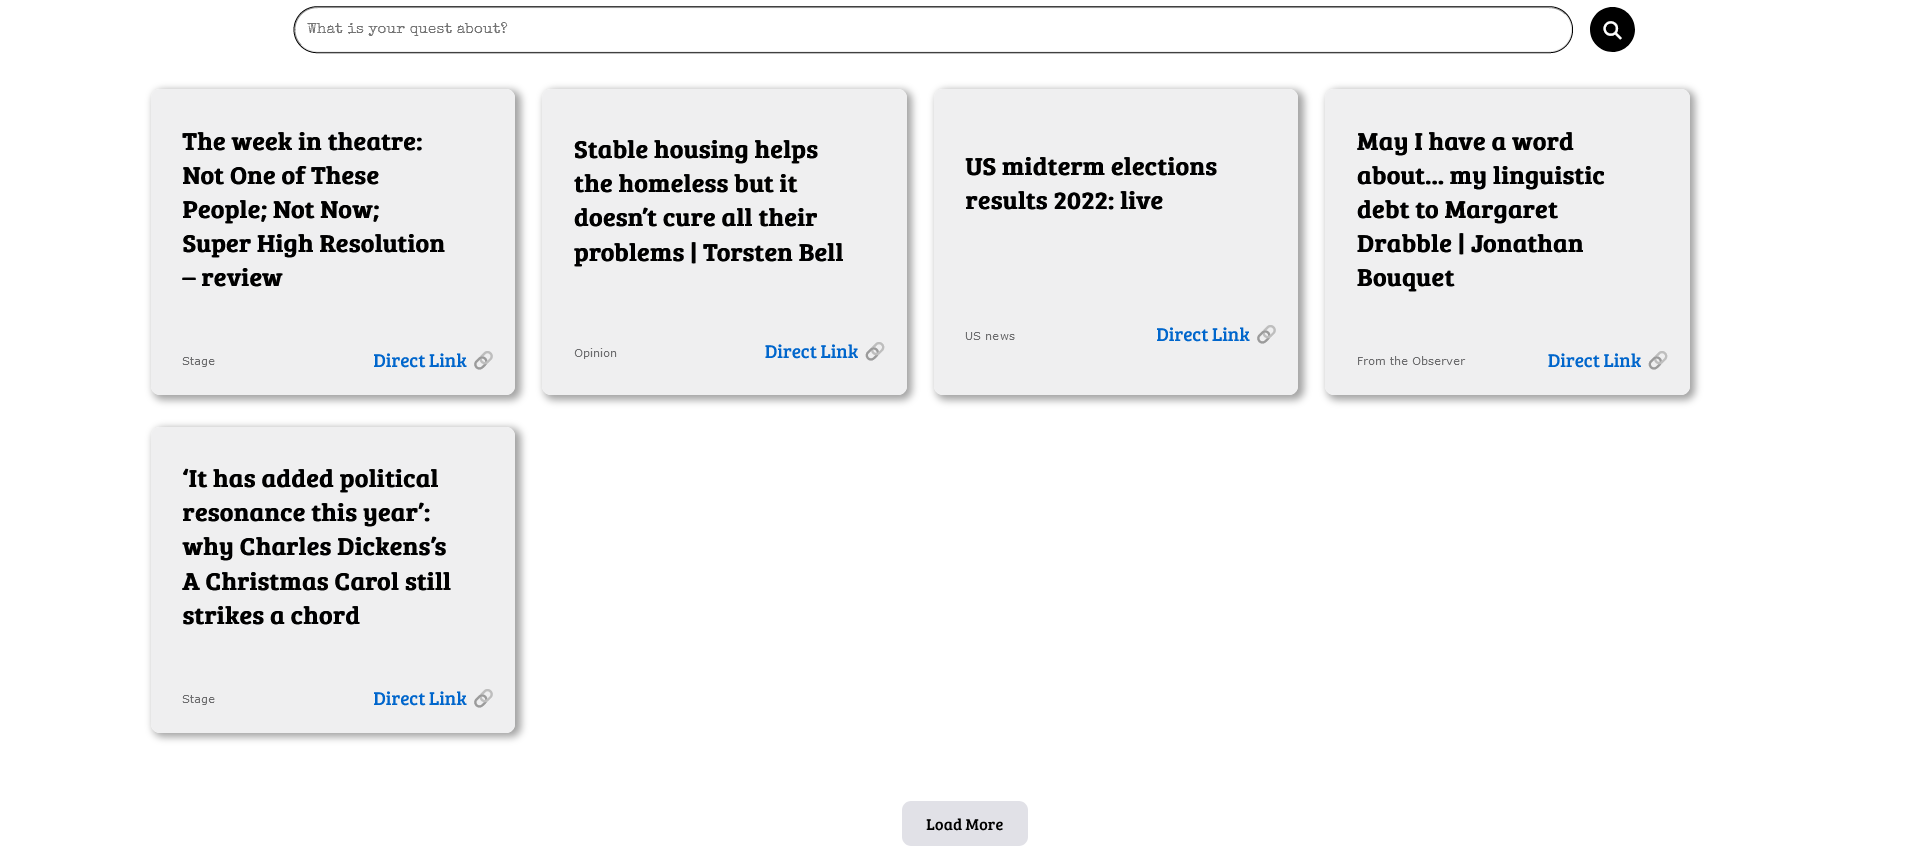 What is your quest about?
The week in theatre:
Not One of These
People; Not Now;
Super High Resolution
– review
Stage
Direct Link
Stable housing helps
the homeless but it
doesn’t cure all their
problems | Torsten Bell
Opinion
Direct Link
US midterm elections
results 2022: live
US news
Direct Link
May I have a word
about… my linguistic
debt to Margaret
Drabble | Jonathan
Bouquet
From the Observer
Direct Link
‘It has added political
resonance this year’:
why Charles Dickens’s
A Christmas Carol still
strikes a chord
Stage
Direct Link
Load More